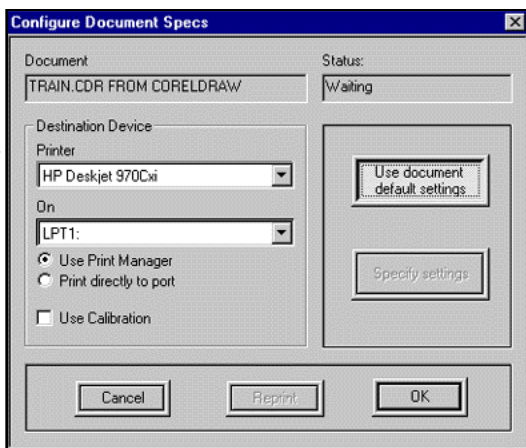 Configure Document Specs
Document
Status:
TRAIN.CDR FROM CORELDRAW
Waiting
Destination Device
Printer
HP Deskjet 970Cxi
On
LPT1:
Use Print Manager
Print directly to port
Use Calibration
Use document
default settings
Specify settings
Cancel
Reprint
OK